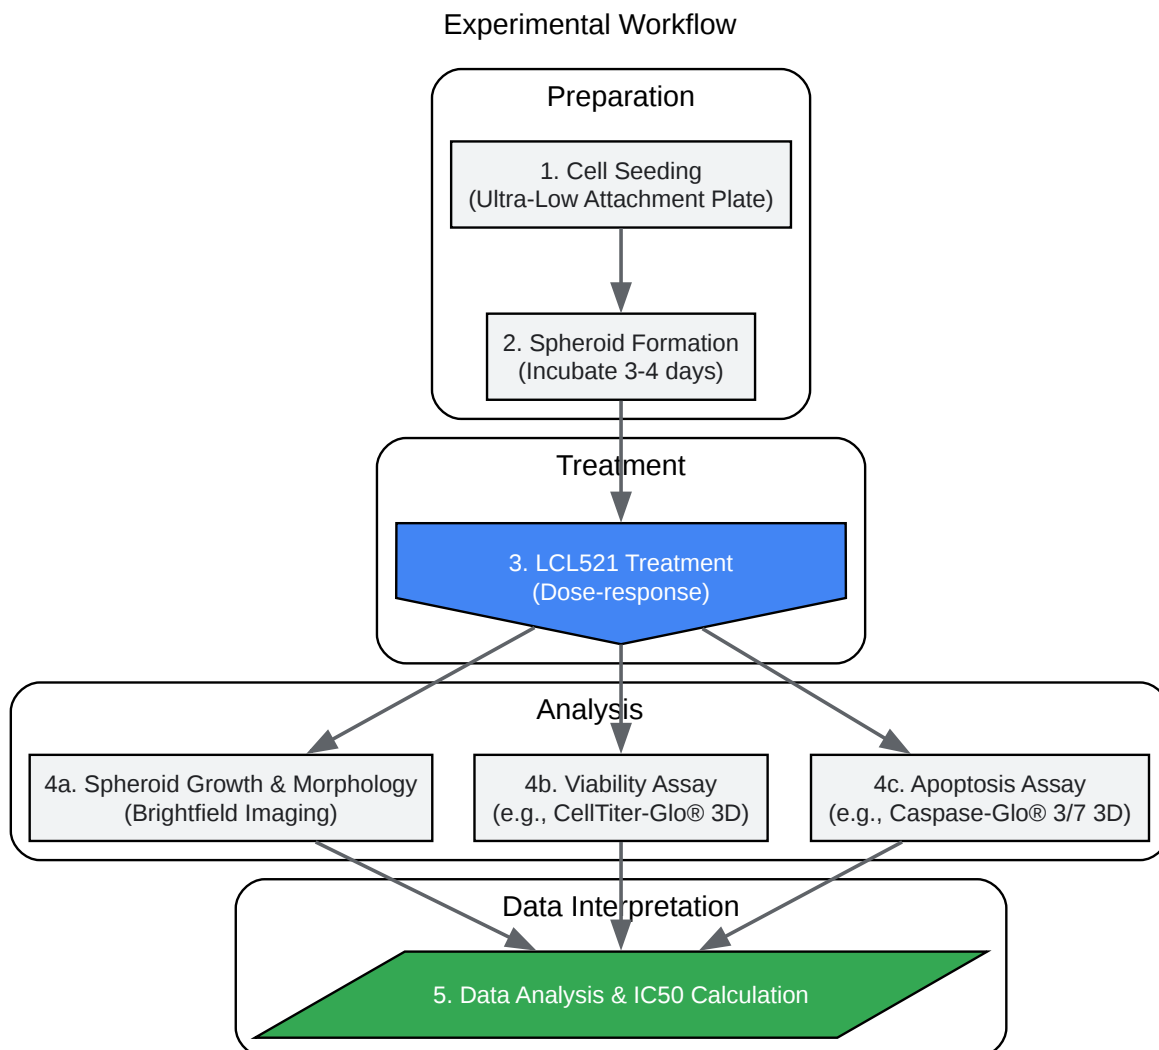 Experimental Workflow
Preparation
1. Cell Seeding
(Ultra-Low Attachment Plate)
2. Spheroid Formation
(Incubate 3-4 days)
Treatment
3. LCL521 Treatment
(Dose-response)
Analysis
4a. Spheroid Growth & Morphology
(Brightfield Imaging)
4b. Viability Assay
(e.g., CellTiter-Glo® 3D)
4c. Apoptosis Assay
(e.g., Caspase-Glo® 3/7 3D)
Data Interpretation
5. Data Analysis & IC50 Calculation